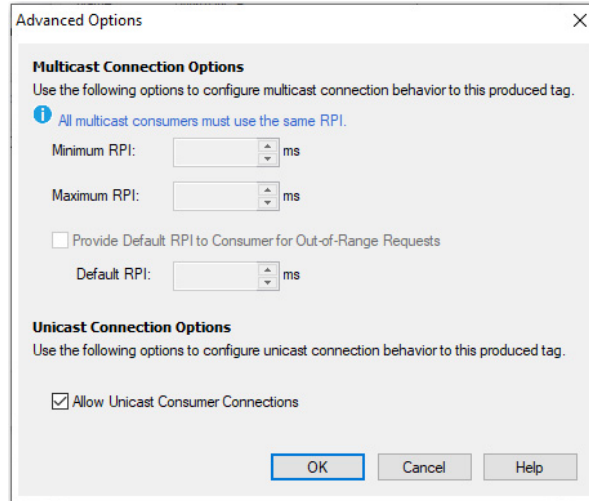 Advanced Options
Multicast Connection Options
Use the following options to configure multicast connection behavior to this produced tag.
All multicast consumers must use the same RPI.
Minimum RPI: ms
Maximum RPI: ms
Provide Default RPI to Consumer for Out-of-Range Requests
Default RPI: ms
Unicast Connection Options
Use the following options to configure unicast connection behavior to this produced tag.
Allow Unicast Consumer Connections
OK Cancel Help